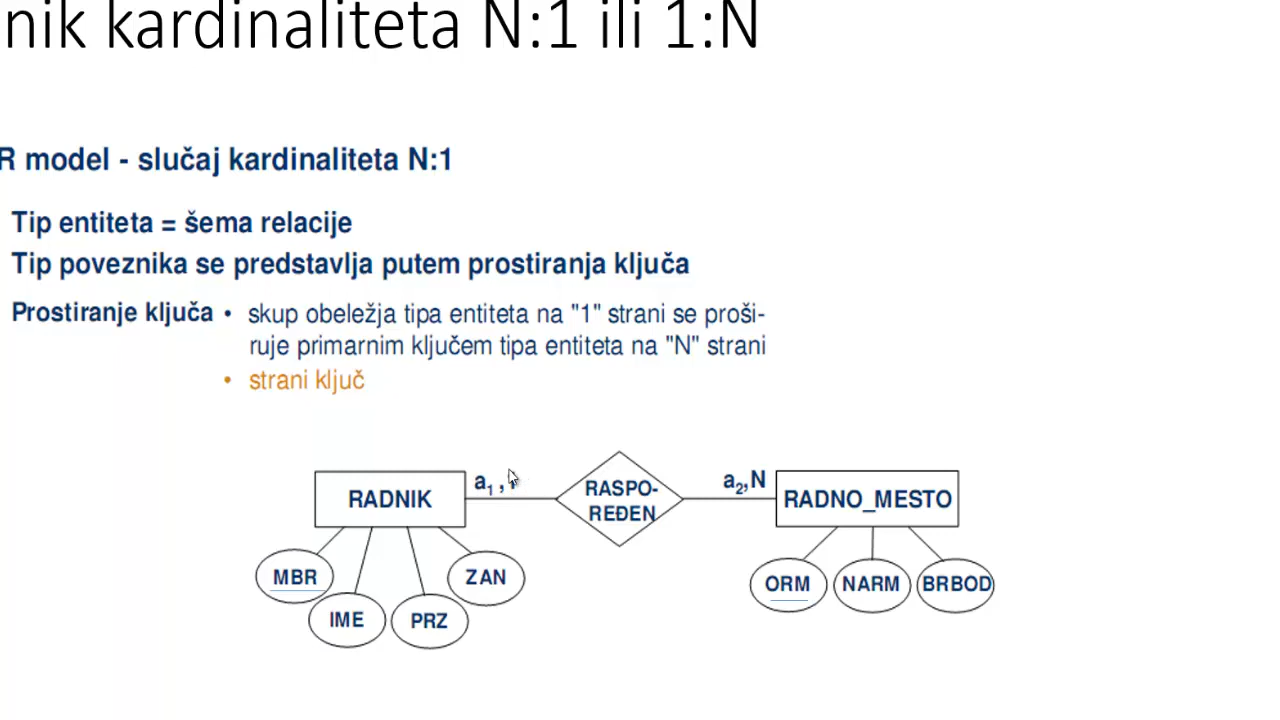 nik kardinaliteta N:1 ili 1:N
R model - slučaj kardinaliteta N:1
Tip entiteta = šema relacije
Tip poveznika se predstavlja putem prostiranja ključa
Prostiranje ključa • skup obeležja tipa entiteta na "1" strani se proši-
ruje primarnim ključem tipa entiteta na "N" strani
• strani ključ
RADNIK
a1 ,
RASPO-
REĐEN
a2,N
RADNO_MESTO
MBR
IME
PRZ
ZAN
ORM
NARM
BRBOD